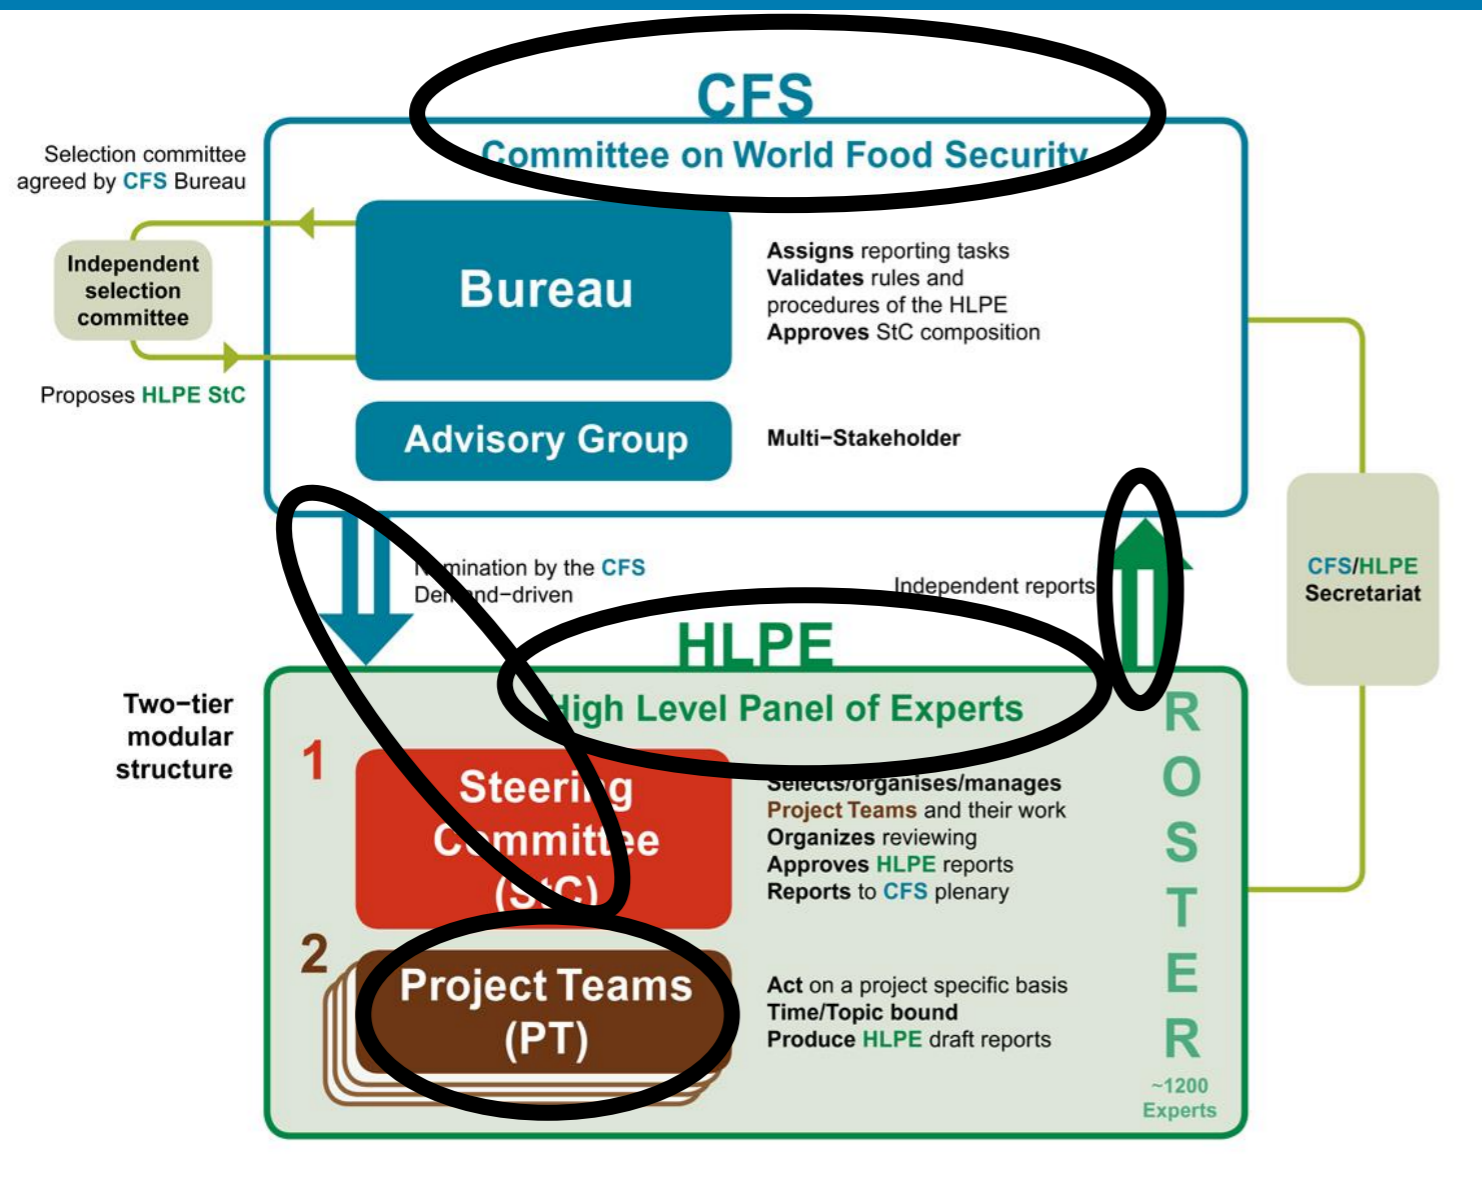 CFS
Committee on World Food Security
Selection committee
agreed by CFS Bureau
Independent
selection
committee
Proposes HLPE StC
Bureau
Assigns reporting tasks
Validates rules and
procedures of the HLPE
Approves StC composition
Advisory Group
Multi−Stakeholder
Nomination by the CFS
Demand−driven
Independent reports
CFS/HLPE
Secretariat
HLPE
High Level Panel of Experts
Two−tier
modular
structure
1
Steering
Committee
(StC)
Selects/organises/manages
Project Teams and their work
Organizes reviewing
Approves HLPE reports
Reports to CFS plenary
2
Project Teams
(PT)
Act on a project specific basis
Time/Topic bound
Produce HLPE draft reports
ROSTER
~1200
Experts